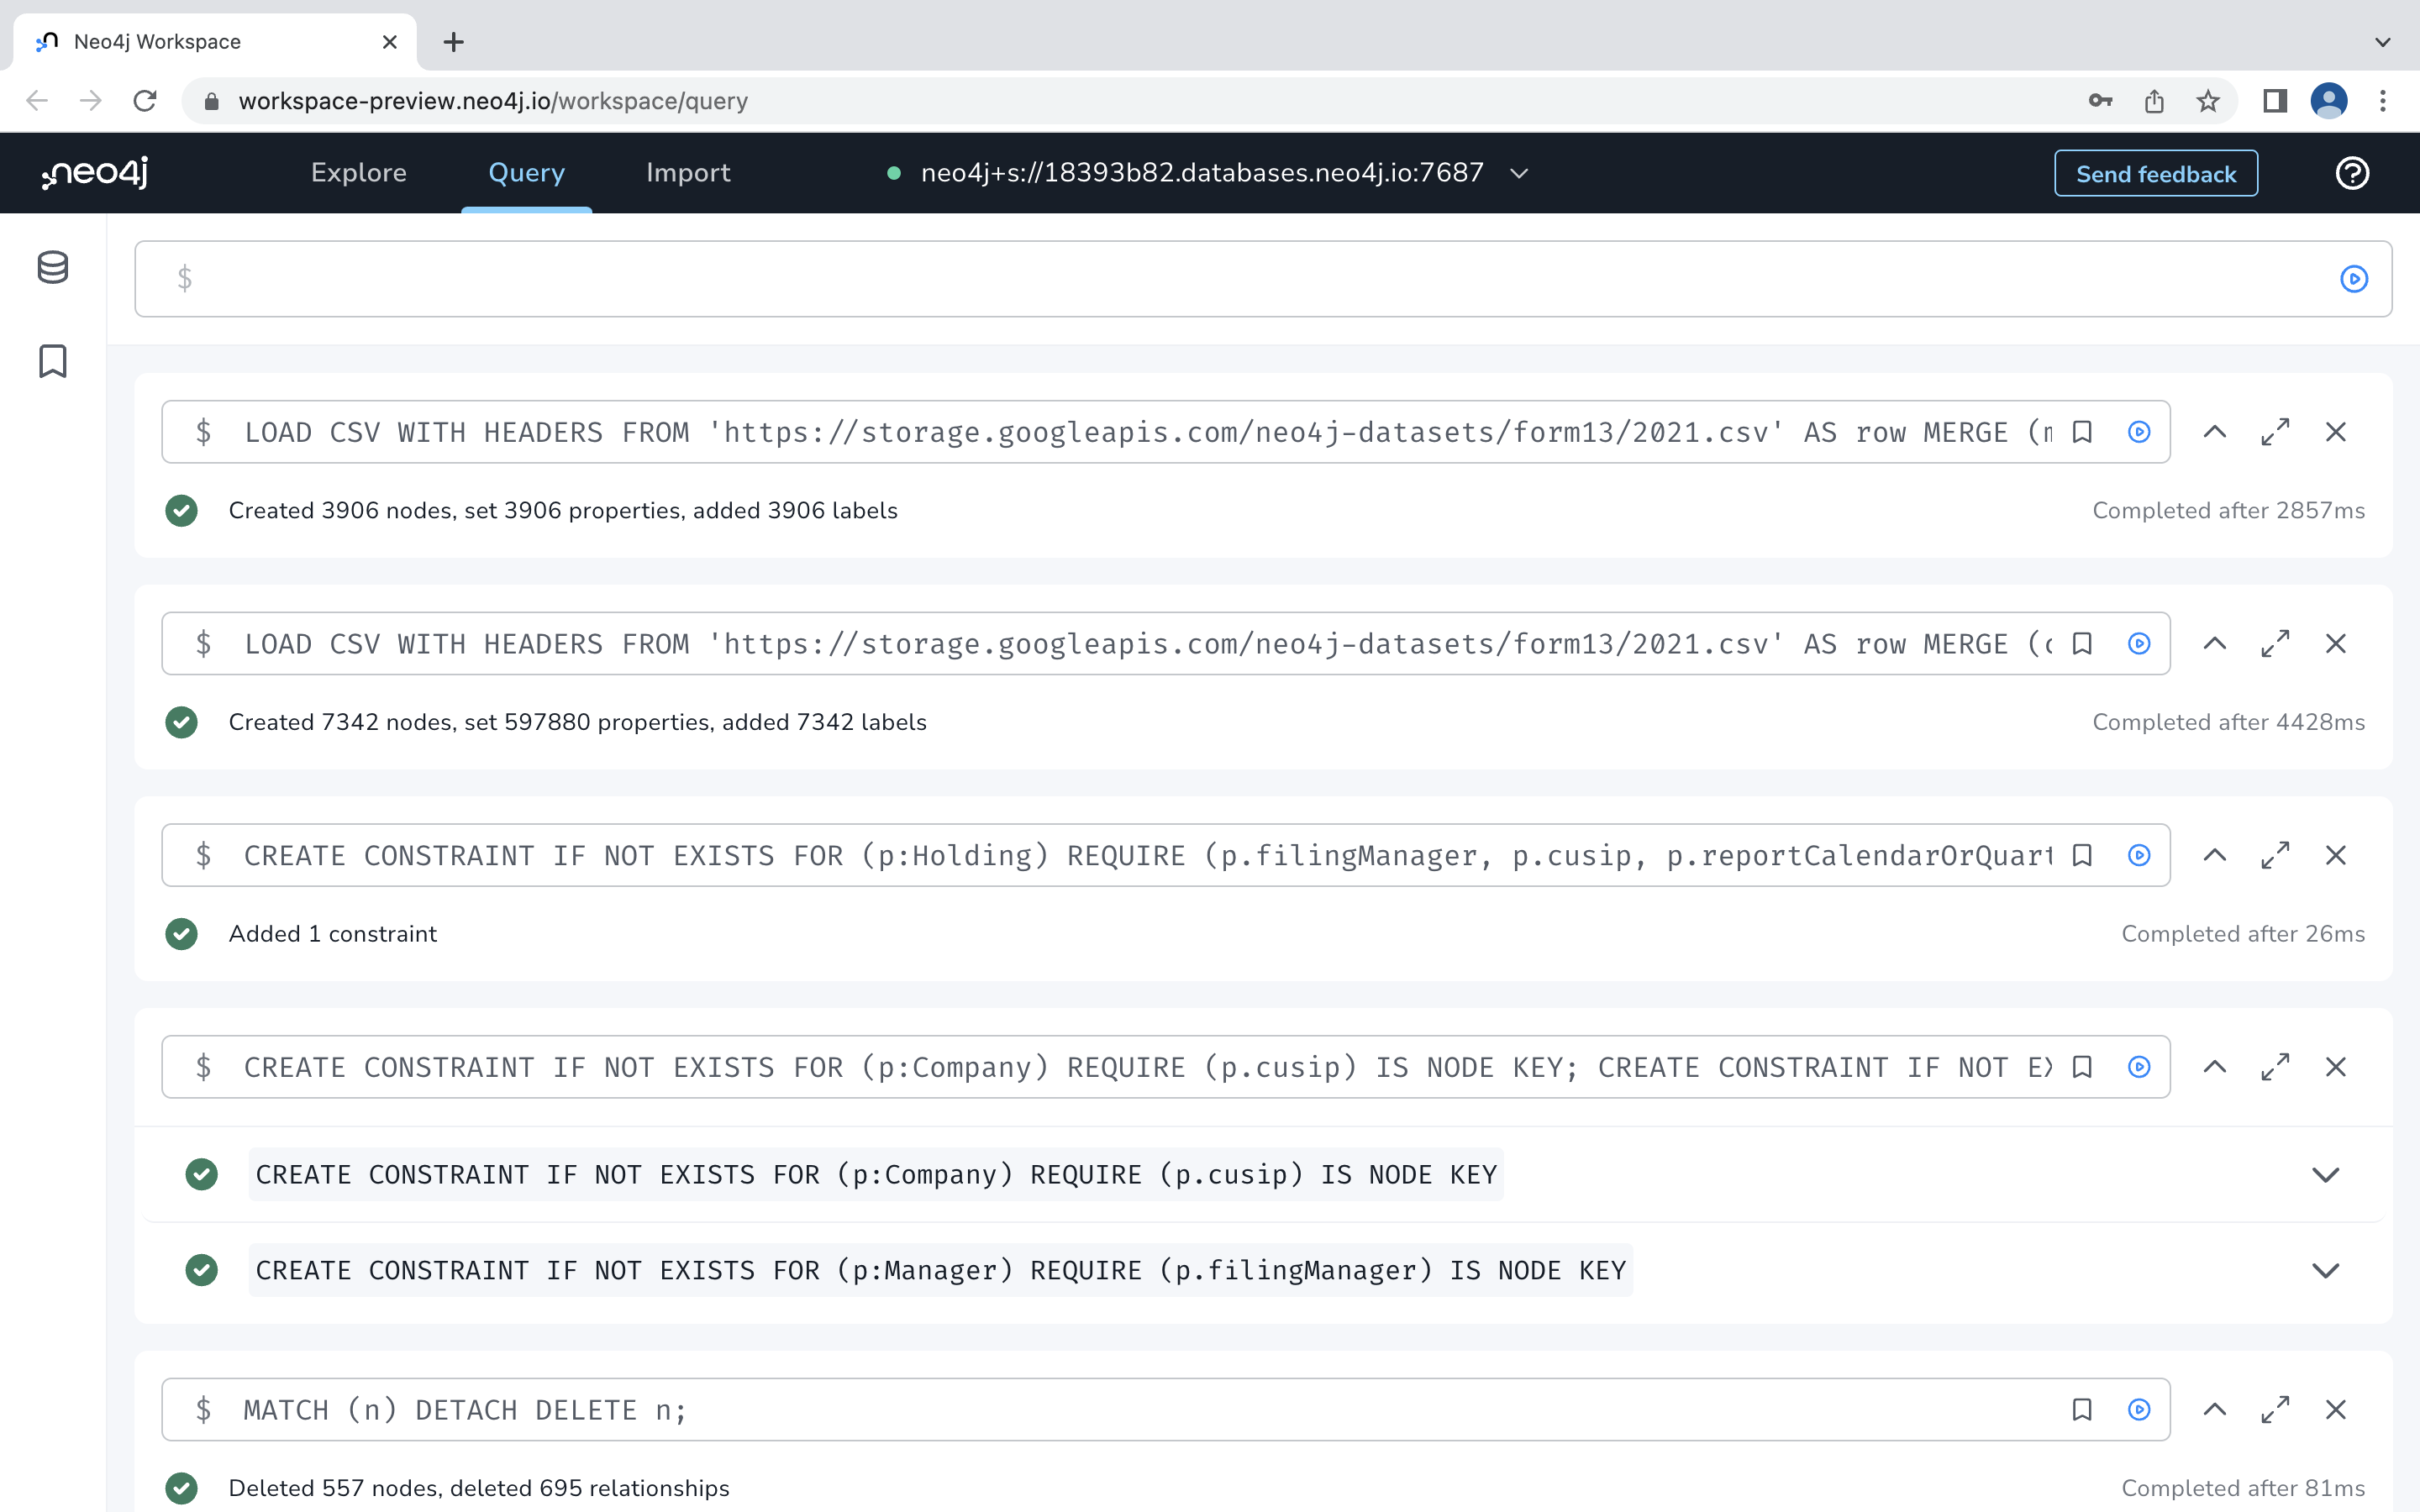 Neo4j Workspace
workspace-preview.neo4j.io/workspace/query
neo4j Explore Query Import neo4j+s://18393b82.databases.neo4j.io:7687 Send feedback
$
$ LOAD CSV WITH HEADERS FROM 'https://storage.googleapis.com/neo4j-datasets/form13/2021.csv' AS row MERGE (
Created 3906 nodes, set 3906 properties, added 3906 labels Completed after 2857ms
$ LOAD CSV WITH HEADERS FROM 'https://storage.googleapis.com/neo4j-datasets/form13/2021.csv' AS row MERGE (
Created 7342 nodes, set 597880 properties, added 7342 labels Completed after 4428ms
$ CREATE CONSTRAINT IF NOT EXISTS FOR (p:Holding) REQUIRE (p.filingManager, p.cusip, p.reportCalendarOrQuart
Added 1 constraint Completed after 26ms
$ CREATE CONSTRAINT IF NOT EXISTS FOR (p:Company) REQUIRE (p.cusip) IS NODE KEY; CREATE CONSTRAINT IF NOT EX
CREATE CONSTRAINT IF NOT EXISTS FOR (p:Company) REQUIRE (p.cusip) IS NODE KEY
CREATE CONSTRAINT IF NOT EXISTS FOR (p:Manager) REQUIRE (p.filingManager) IS NODE KEY
$ MATCH (n) DETACH DELETE n;
Deleted 557 nodes, deleted 695 relationships Completed after 81ms